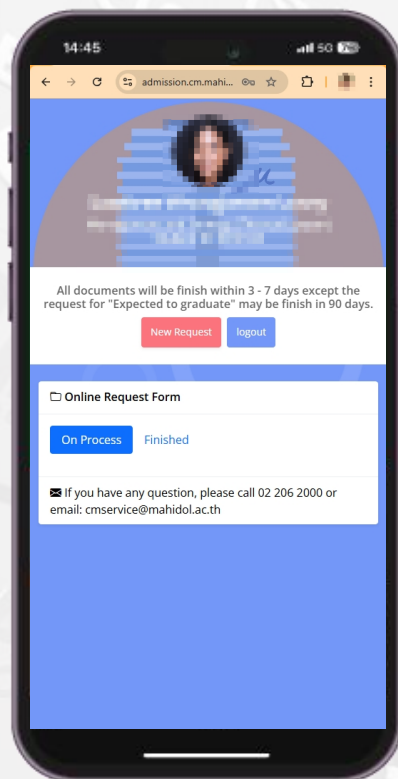 14:45
5G
admission.cm.mahi...
All documents will be finish within 3 - 7 days except the
request for "Expected to graduate" may be finish in 90 days.
New Request logout
Online Request Form
On Process Finished
If you have any question, please call 02 206 2000 or
email: cmservice@mahidol.ac.th